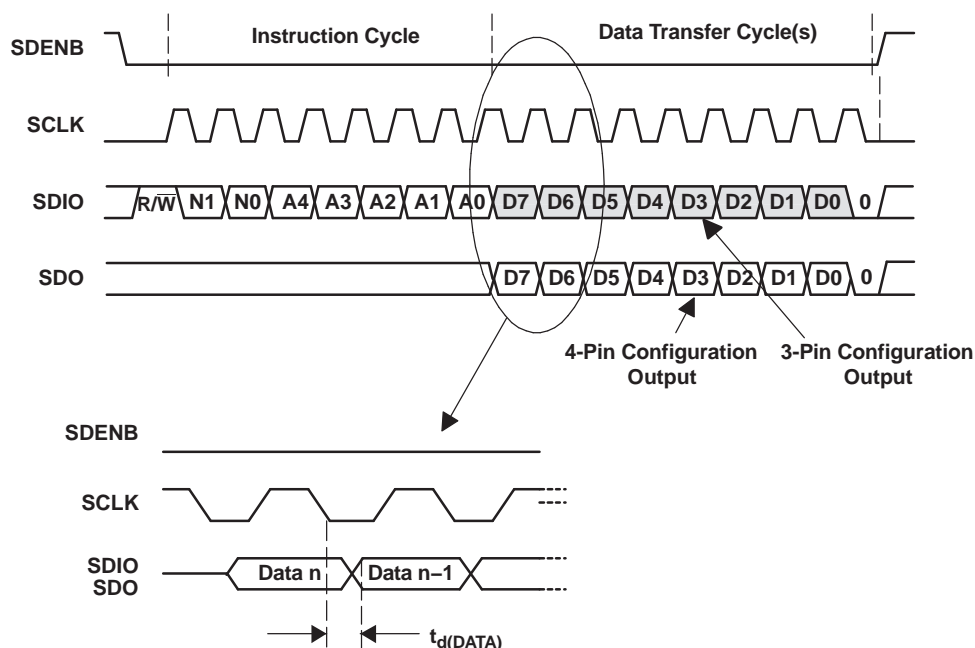 Instruction Cycle
Data Transfer Cycle(s)
SDENB
SCLK
SDIO
R/W̅ N1 N0 A4 A3 A2 A1 A0 D7 D6 D5 D4 D3 D2 D1 D0 0
SDO
D7 D6 D5 D4 D3 D2 D1 D0 0
4-Pin Configuration
Output
3-Pin Configuration
Output
SDENB
SCLK
SDIO
SDO
Data n
Data n−1
td(DATA)